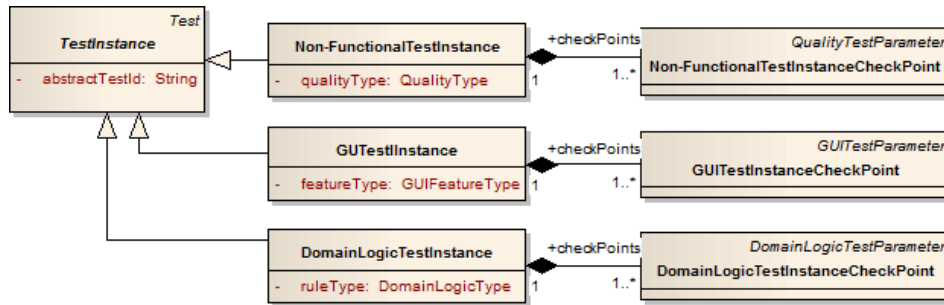 Test
TestInstance
- abstractTestId: String
Non-FunctionalTestInstance
- qualityType: QualityType
+checkPoints
1
1..*
QualityTestParameter
Non-FunctionalTestInstanceCheckPoint
GUTestIInstance
- featureType: GUIFeatureType
+checkPoints
1
1..*
GUITestParameter
GUITestInstanceCheckPoint
DomainLogicTestInstance
- ruleType: DomainLogicType
+checkPoints
1
1..*
DomainLogicTestParameter
DomainLogicTestInstanceCheckPoint